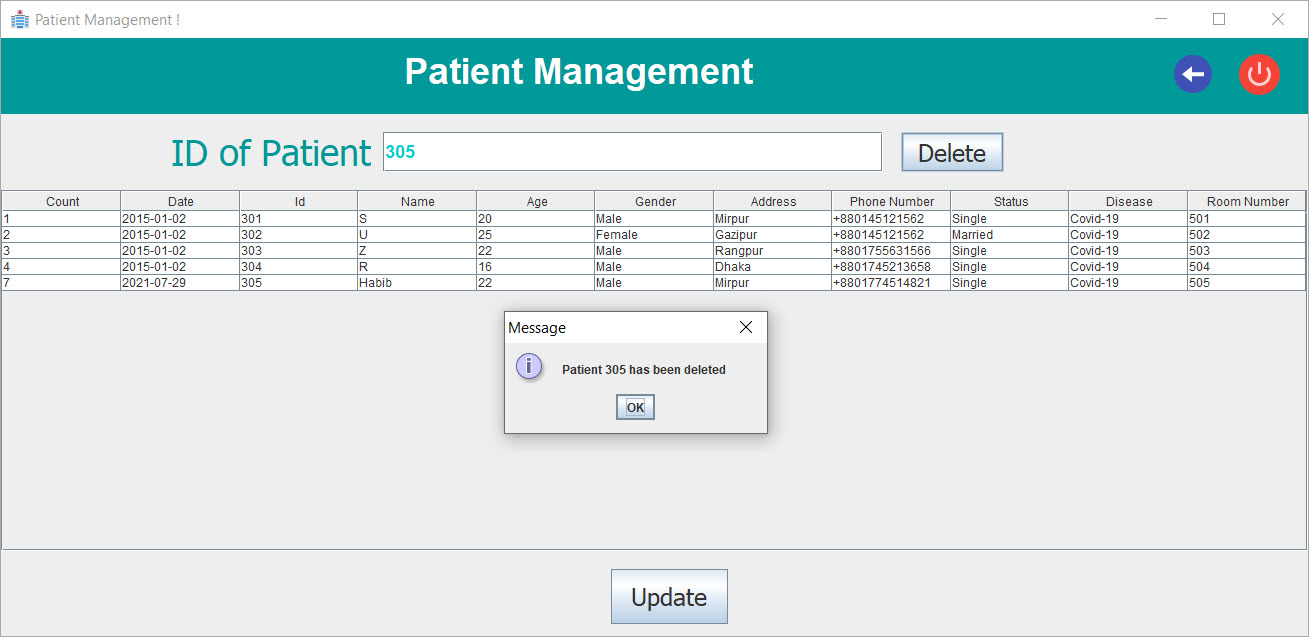 Patient Management !
Patient Management
ID of Patient 305 Delete
Count Date Id Name Age Gender Address Phone Number Status Disease Room Number
1 2015-01-02 301 S 20 Male Mirpur +880145121562 Single Covid-19 501
2 2015-01-02 302 U 25 Female Gazipur +880145121562 Married Covid-19 502
3 2015-01-02 303 Z 22 Male Rangpur +8801755631566 Single Covid-19 503
4 2015-01-02 304 R 16 Male Dhaka +8801745213658 Single Covid-19 504
7 2021-07-29 305 Habib 22 Male Mirpur +8801774514821 Single Covid-19 505
Message
i
Patient 305 has been deleted
OK
Update